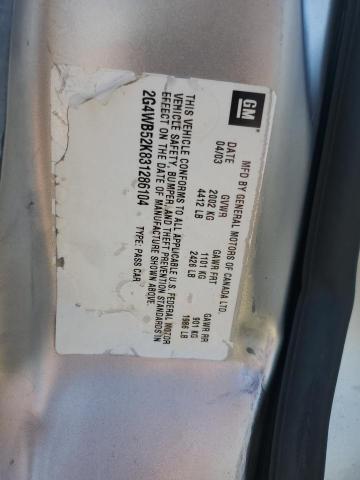 GM
MFD BY GENERAL MOTORS OF CANADA LTD.
DATE GVWR GAWR FRT GAWR RR
04/03 2002 KG 1101 KG 901 KG
4412 LB 2426 LB 1986 LB
THIS VEHICLE CONFORMS TO ALL APPLICABLE U.S. FEDERAL MOTOR
VEHICLE SAFETY, BUMPER, AND THEFT PREVENTION STANDARDS IN
EFFECT ON THE DATE OF MANUFACTURE SHOWN ABOVE.
2G4WB52K831286104 TYPE: PASS CAR